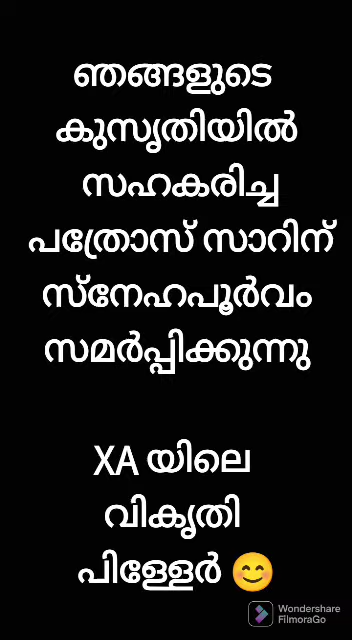 ഞങ്ങളുടെ
കുസൃതിയിൽ
സഹകരിച്ച
പത്രോസ് സാറിന്
സ്നേഹപൂർവം
സമർപ്പിക്കുന്നു
XA യിലെ
വികൃതി
പിള്ളേർ 😊
Wondershare
FilmoraGo